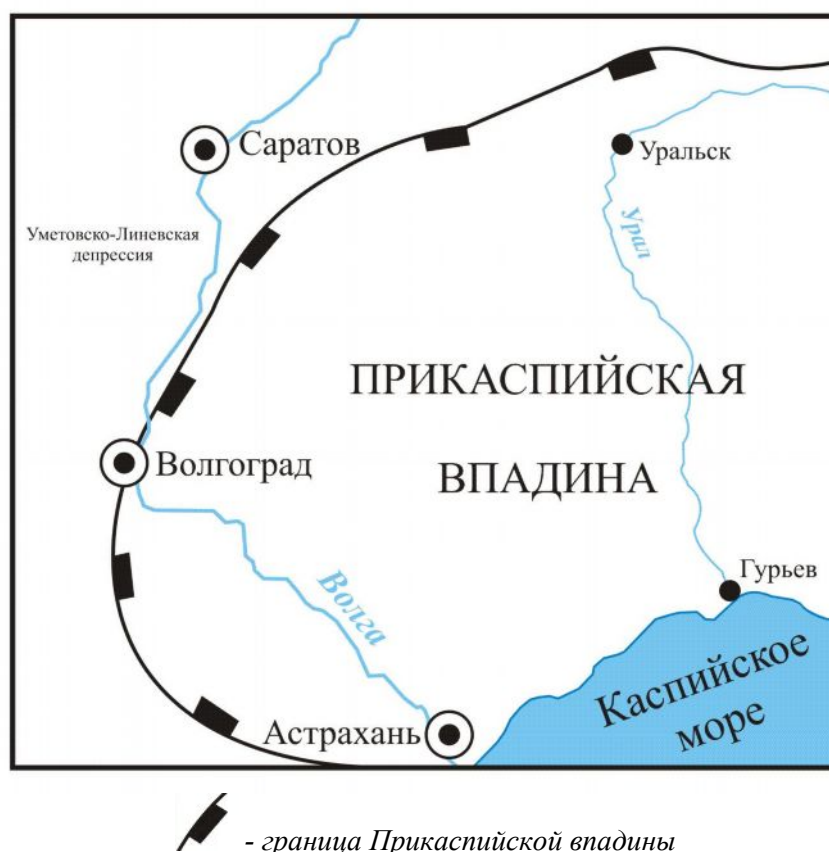 Саратов
Уральск
Урал
Уметовско-Линевская
депрессия
ПРИКАСПИЙСКАЯ
ВПАДИНА
Волгоград
Волга
Гурьев
Астрахань
Каспийское
море
- граница Прикаспийской впадины